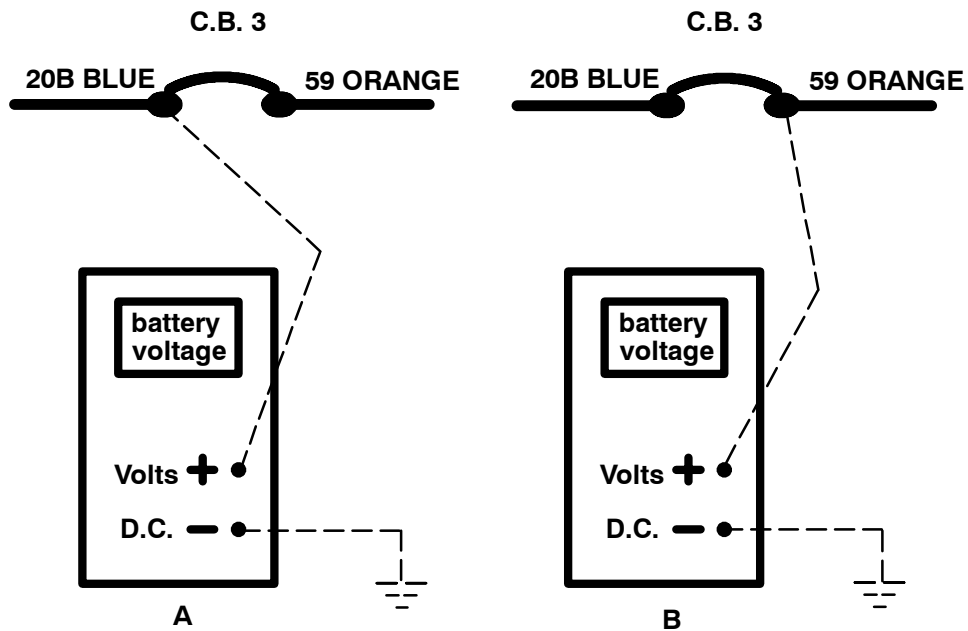 C.B. 3
20B BLUE 59 ORANGE
battery
voltage
Volts
D.C.
A
C.B. 3
20B BLUE 59 ORANGE
battery
voltage
Volts
D.C.
B